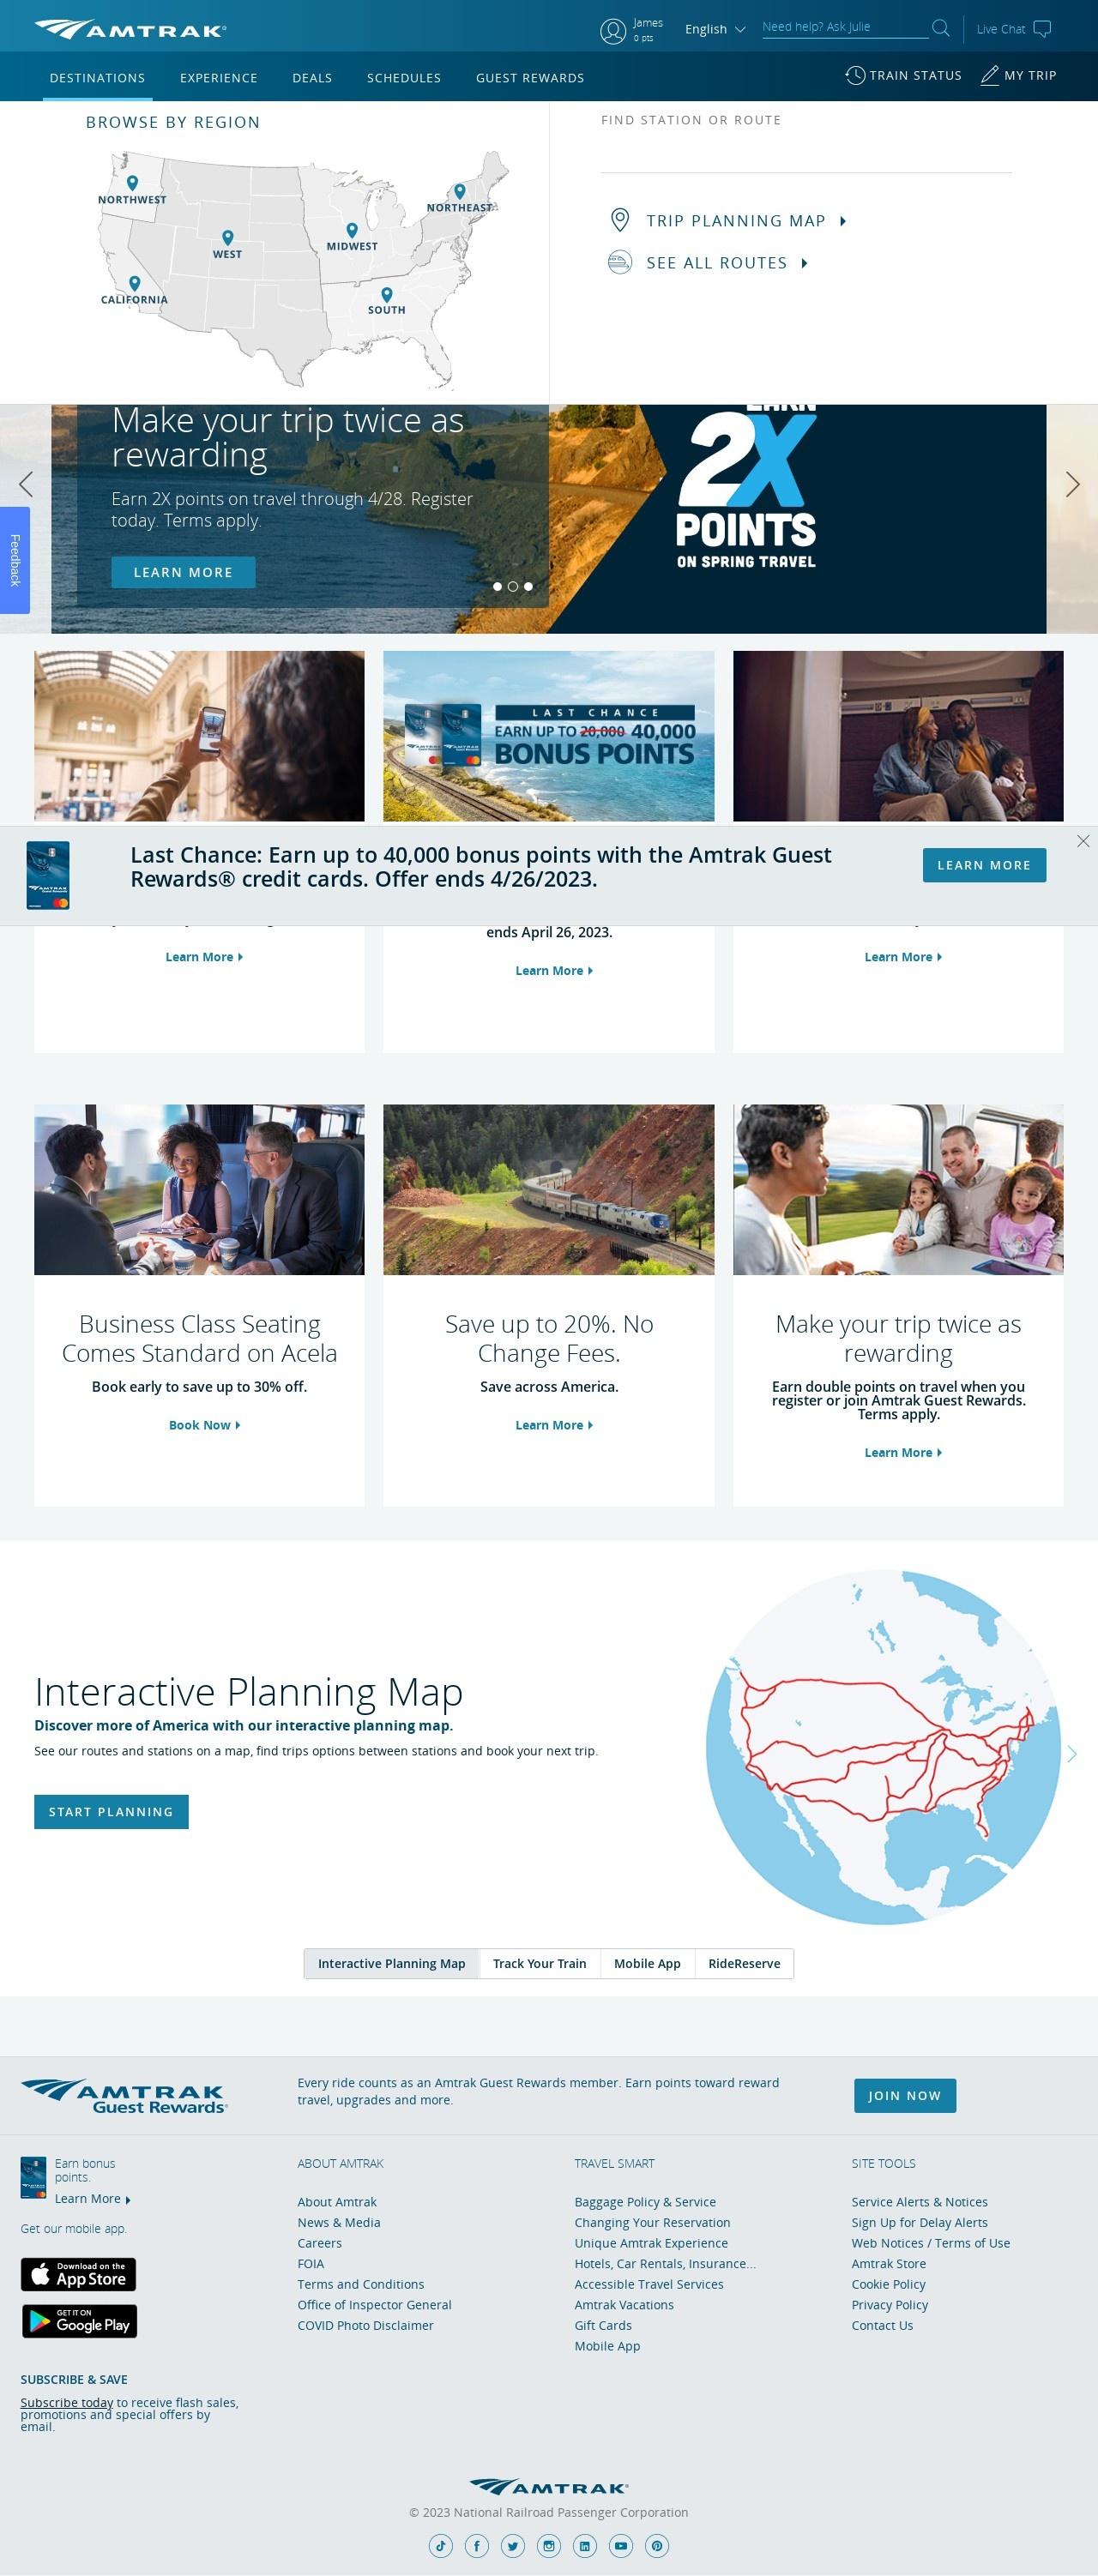 AMTRAK
James
0 pts
English
Need help? Ask Julie
Live Chat
DESTINATIONS
EXPERIENCE
DEALS
SCHEDULES
GUEST REWARDS
TRAIN STATUS
MY TRIP
BROWSE BY REGION
NORTHWEST
NORTHEAST
WEST
MIDWEST
CALIFORNIA
SOUTH
FIND STATION OR ROUTE
TRIP PLANNING MAP
SEE ALL ROUTES
Make your trip twice as
rewarding
Earn 2X points on travel through 4/28. Register
today. Terms apply.
LEARN MORE
EARN
2X
POINTS
ON SPRING TRAVEL
Feedback
LAST CHANCE
EARN UP TO 20,000 40,000
BONUS POINTS
Last Chance: Earn up to 40,000 bonus points with the Amtrak Guest
Rewards® credit cards. Offer ends 4/26/2023.
LEARN MORE
ends April 26, 2023.
Learn More
Learn More
Learn More
Business Class Seating
Comes Standard on Acela
Book early to save up to 30% off.
Book Now
Save up to 20%. No
Change Fees.
Save across America.
Learn More
Make your trip twice as
rewarding
Earn double points on travel when you
register or join Amtrak Guest Rewards.
Terms apply.
Learn More
Interactive Planning Map
Discover more of America with our interactive planning map.
See our routes and stations on a map, find trips options between stations and book your next trip.
START PLANNING
Interactive Planning Map
Track Your Train
Mobile App
RideReserve
AMTRAK
Guest Rewards®
Every ride counts as an Amtrak Guest Rewards member. Earn points toward reward
travel, upgrades and more.
JOIN NOW
Earn bonus
points.
Learn More
Get our mobile app.
Download on the
App Store
GET IT ON
Google Play
SUBSCRIBE & SAVE
Subscribe today to receive flash sales,
promotions and special offers by
email.
ABOUT AMTRAK
About Amtrak
News & Media
Careers
FOIA
Terms and Conditions
Office of Inspector General
COVID Photo Disclaimer
TRAVEL SMART
Baggage Policy & Service
Changing Your Reservation
Unique Amtrak Experience
Hotels, Car Rentals, Insurance...
Accessible Travel Services
Amtrak Vacations
Gift Cards
Mobile App
SITE TOOLS
Service Alerts & Notices
Sign Up for Delay Alerts
Web Notices / Terms of Use
Amtrak Store
Cookie Policy
Privacy Policy
Contact Us
AMTRAK
© 2023 National Railroad Passenger Corporation